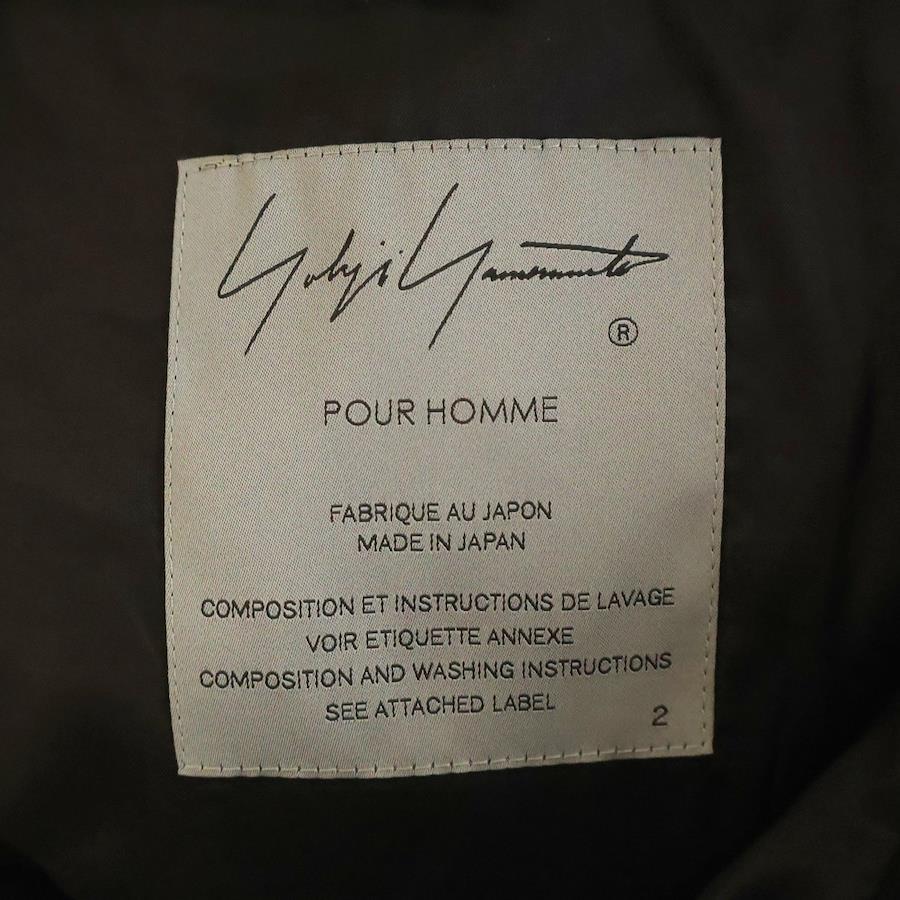 Yohji Yamamoto
®
POUR HOMME
FABRIQUE AU JAPON
MADE IN JAPAN
COMPOSITION ET INSTRUCTIONS DE LAVAGE
VOIR ETIQUETTE ANNEXE
COMPOSITION AND WASHING INSTRUCTIONS
SEE ATTACHED LABEL
2